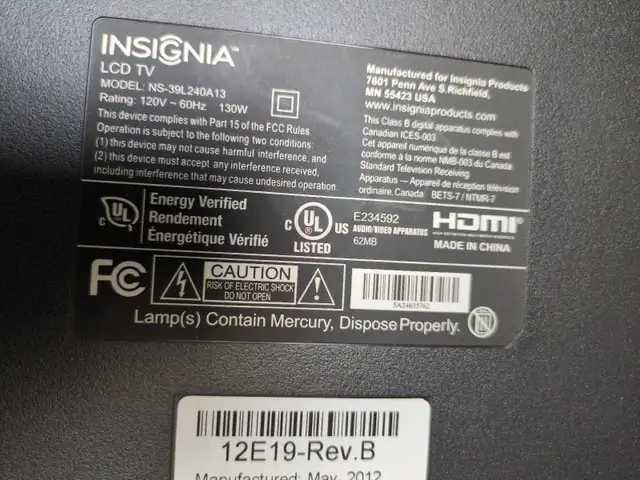 INSIGNIA™
LCD TV
MODEL: NS-39L240A13
Rating: 120V ~ 60Hz 130W
This device complies with Part 15 of the FCC Rules.
Operation is subject to the following two conditions:
(1) this device may not cause harmful interference, and
(2) this device must accept any interference received,
including interference that may cause undesired operation.
Manufactured for Insignia Products
7601 Penn Ave S.Richfield,
MN 55423 USA
www.insigniaproducts.com
This Class B digital apparatus complies with
Canadian ICES-003
Cet appareil numérique de la classe B est
conforme à la norme NMB-003 du Canada
Standard Television Receiving
Apparatus — Appareil de réception télévision
ordinaire,Canada BETS-7 / NTMR-7
C UL
Energy Verified
Rendement
Énergétique Vérifié
C UL US
LISTED
E234592
AUDIO/VIDEO APPARATUS
62MB
HDMI
HIGH-DEFINITION MULTIMEDIA INTERFACE
MADE IN CHINA
FC
CAUTION
RISK OF ELECTRIC SHOCK
DO NOT OPEN
Lamp(s) Contain Mercury, Dispose Properly.
12E19-Rev.B
Manufactured: May, 2012